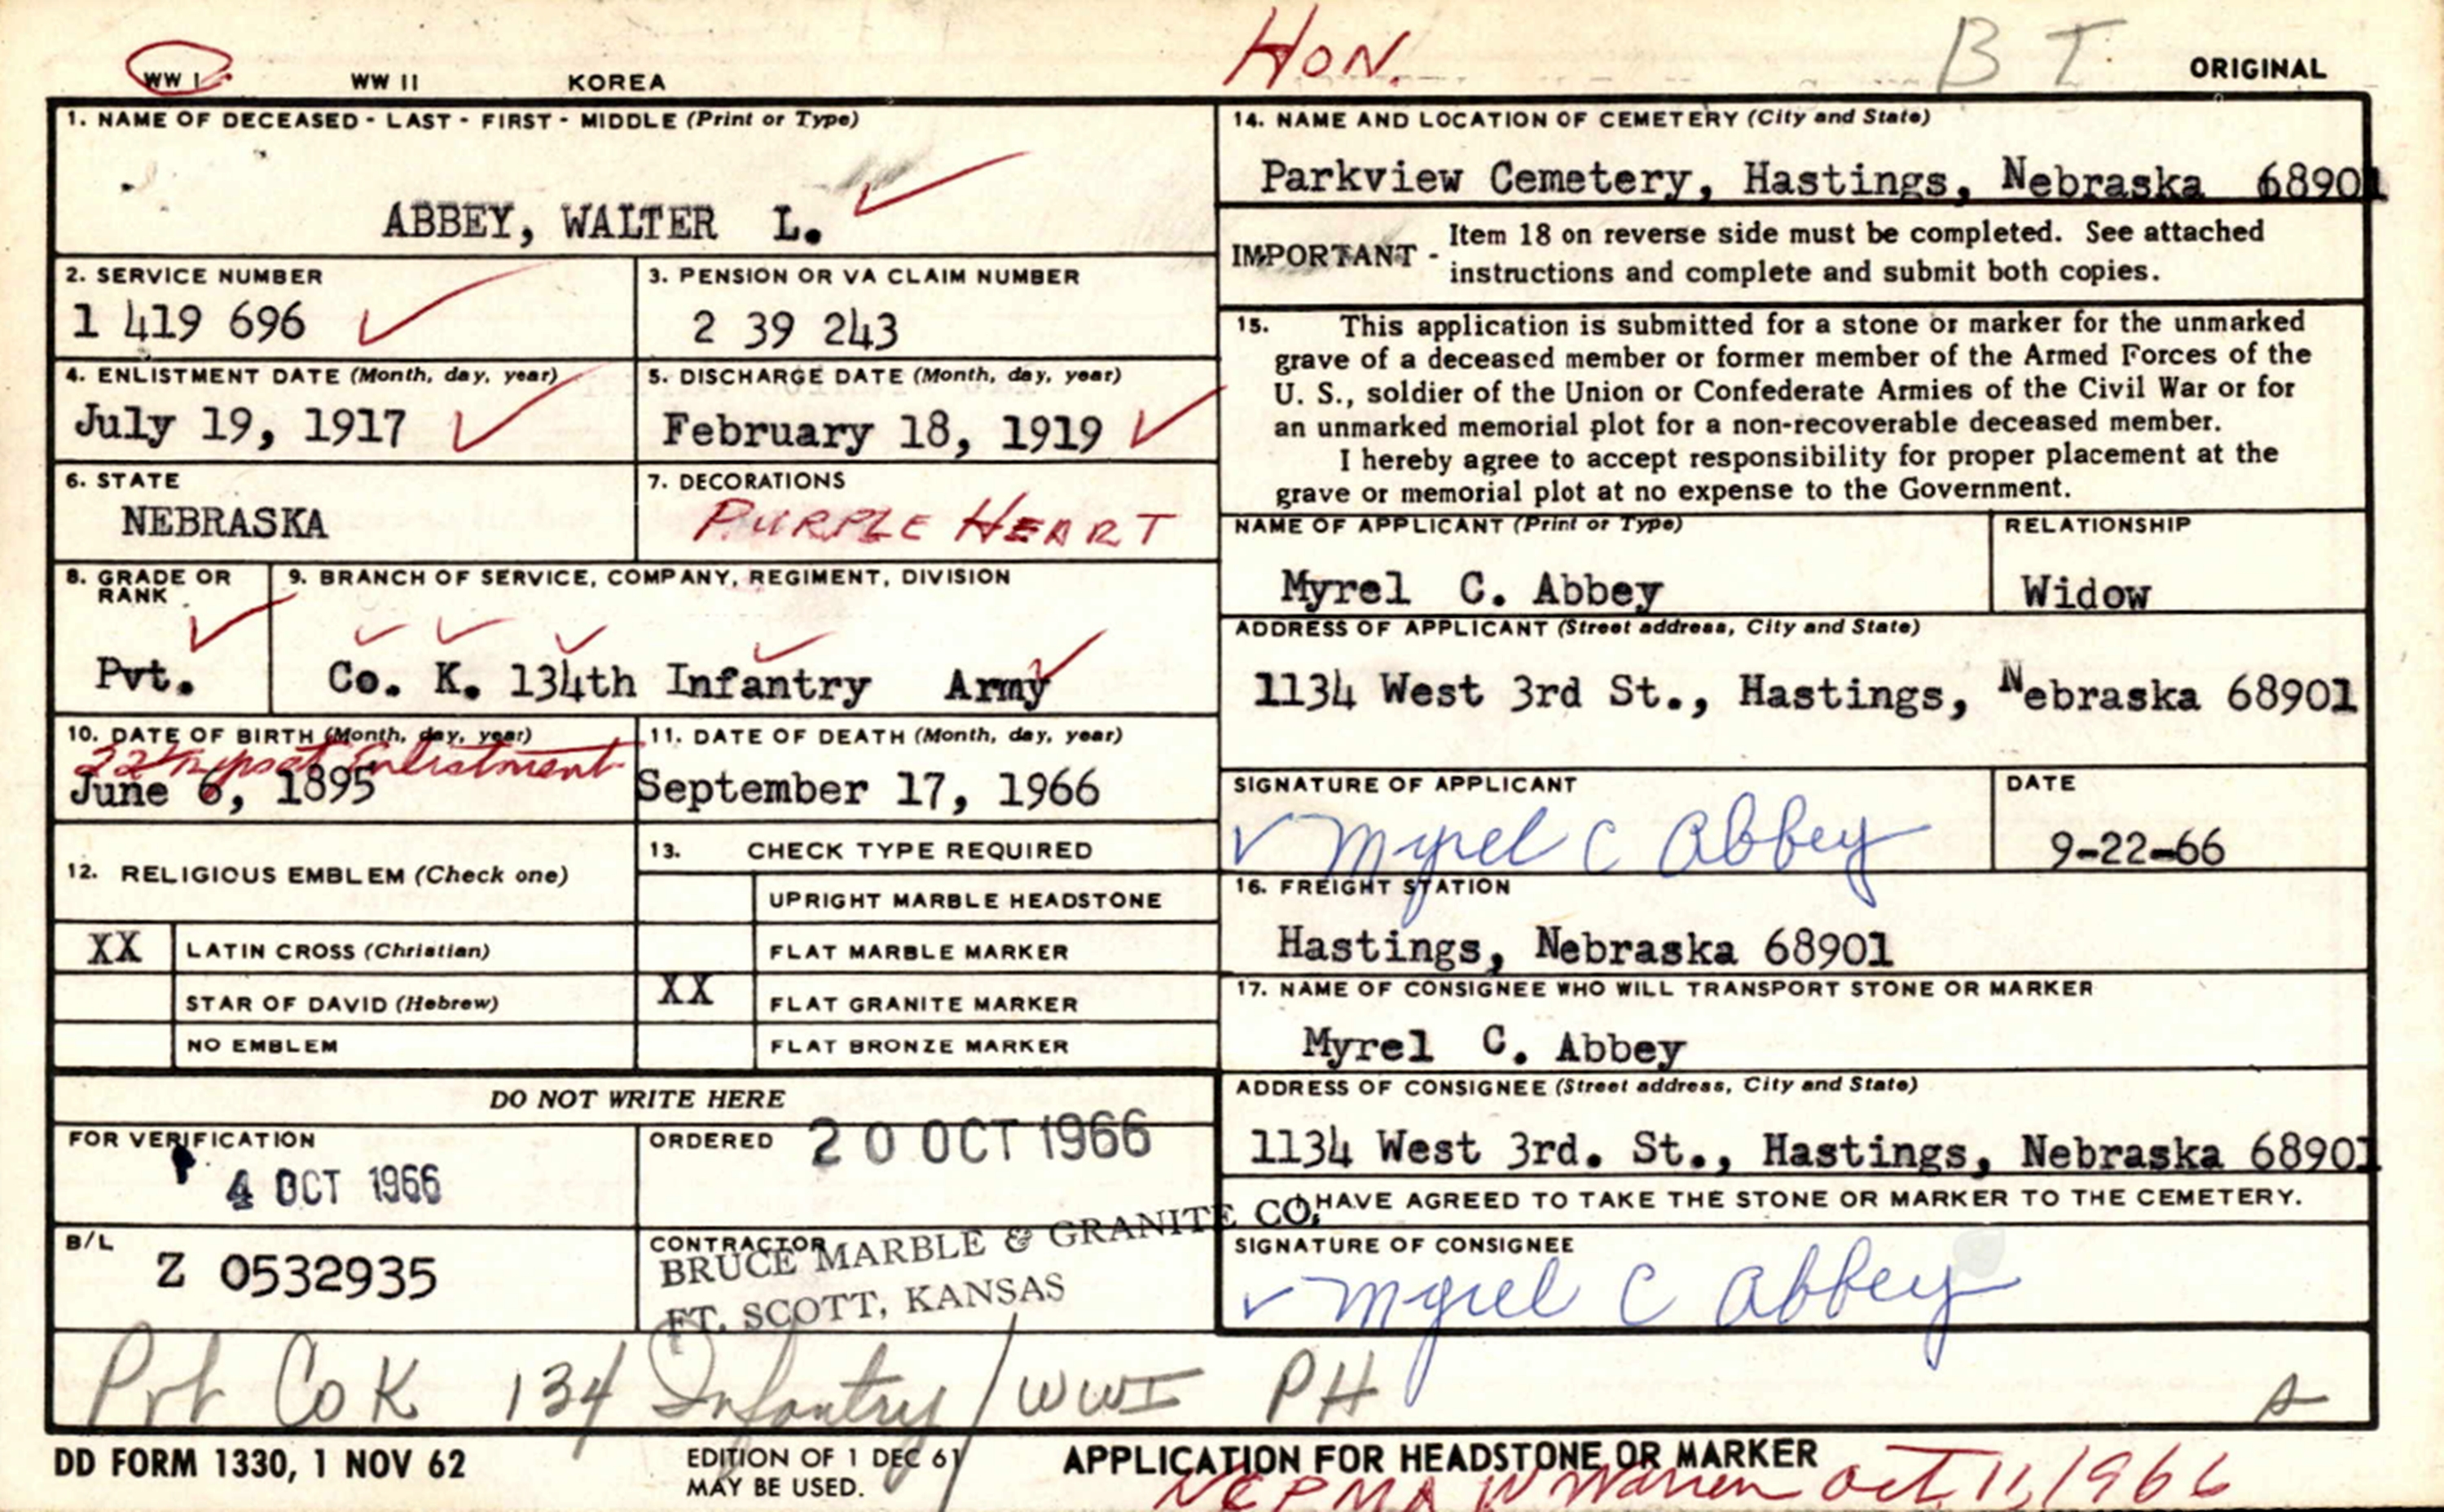 HON.
B I
WW I WW II KOREA ORIGINAL
1. NAME OF DECEASED - LAST - FIRST - MIDDLE (Print or Type)
ABBEY, WALTER L.
2. SERVICE NUMBER
1 419 696
3. PENSION OR VA CLAIM NUMBER
2 39 243
4. ENLISTMENT DATE (Month, day, year)
July 19, 1917
5. DISCHARGE DATE (Month, day, year)
February 18, 1919
6. STATE
NEBRASKA
7. DECORATIONS
PURPLE HEART
8. GRADE OR
RANK
Pvt.
9. BRANCH OF SERVICE, COMPANY, REGIMENT, DIVISION
Co. K. 134th Infantry Army
10. DATE OF BIRTH (Month, day, year)
Enlistment
June 6, 1895
11. DATE OF DEATH (Month, day, year)
September 17, 1966
12. RELIGIOUS EMBLEM (Check one)
XX LATIN CROSS (Christian)
STAR OF DAVID (Hebrew)
NO EMBLEM
13. CHECK TYPE REQUIRED
UPRIGHT MARBLE HEADSTONE
FLAT MARBLE MARKER
XX FLAT GRANITE MARKER
FLAT BRONZE MARKER
DO NOT WRITE HERE
FOR VERIFICATION
4 OCT 1966
ORDERED 20 OCT 1966
B/L
Z 0532935
CONTRACTOR
BRUCE MARBLE & GRANITE CO.
FT. SCOTT, KANSAS
14. NAME AND LOCATION OF CEMETERY (City and State)
Parkview Cemetery, Hastings, Nebraska 68901
IMPORTANT - Item 18 on reverse side must be completed. See attached
instructions and complete and submit both copies.
15. This application is submitted for a stone or marker for the unmarked
grave of a deceased member or former member of the Armed Forces of the
U. S., soldier of the Union or Confederate Armies of the Civil War or for
an unmarked memorial plot for a non-recoverable deceased member.
I hereby agree to accept responsibility for proper placement at the
grave or memorial plot at no expense to the Government.
NAME OF APPLICANT (Print or Type)
Myrel C. Abbey
RELATIONSHIP
Widow
ADDRESS OF APPLICANT (Street address, City and State)
1134 West 3rd St., Hastings, Nebraska 68901
SIGNATURE OF APPLICANT
Myrel C Abbey
DATE
9-22-66
16. FREIGHT STATION
Hastings, Nebraska 68901
17. NAME OF CONSIGNEE WHO WILL TRANSPORT STONE OR MARKER
Myrel C. Abbey
ADDRESS OF CONSIGNEE (Street address, City and State)
1134 West 3rd. St., Hastings, Nebraska 68901
HAVE AGREED TO TAKE THE STONE OR MARKER TO THE CEMETERY.
SIGNATURE OF CONSIGNEE
Myrel C Abbey
Pvt Co K 134 Infantry / WWI PH
DD FORM 1330, 1 NOV 62
EDITION OF 1 DEC 61
MAY BE USED.
APPLICATION FOR HEADSTONE OR MARKER
W Warren Oct. 11, 1966